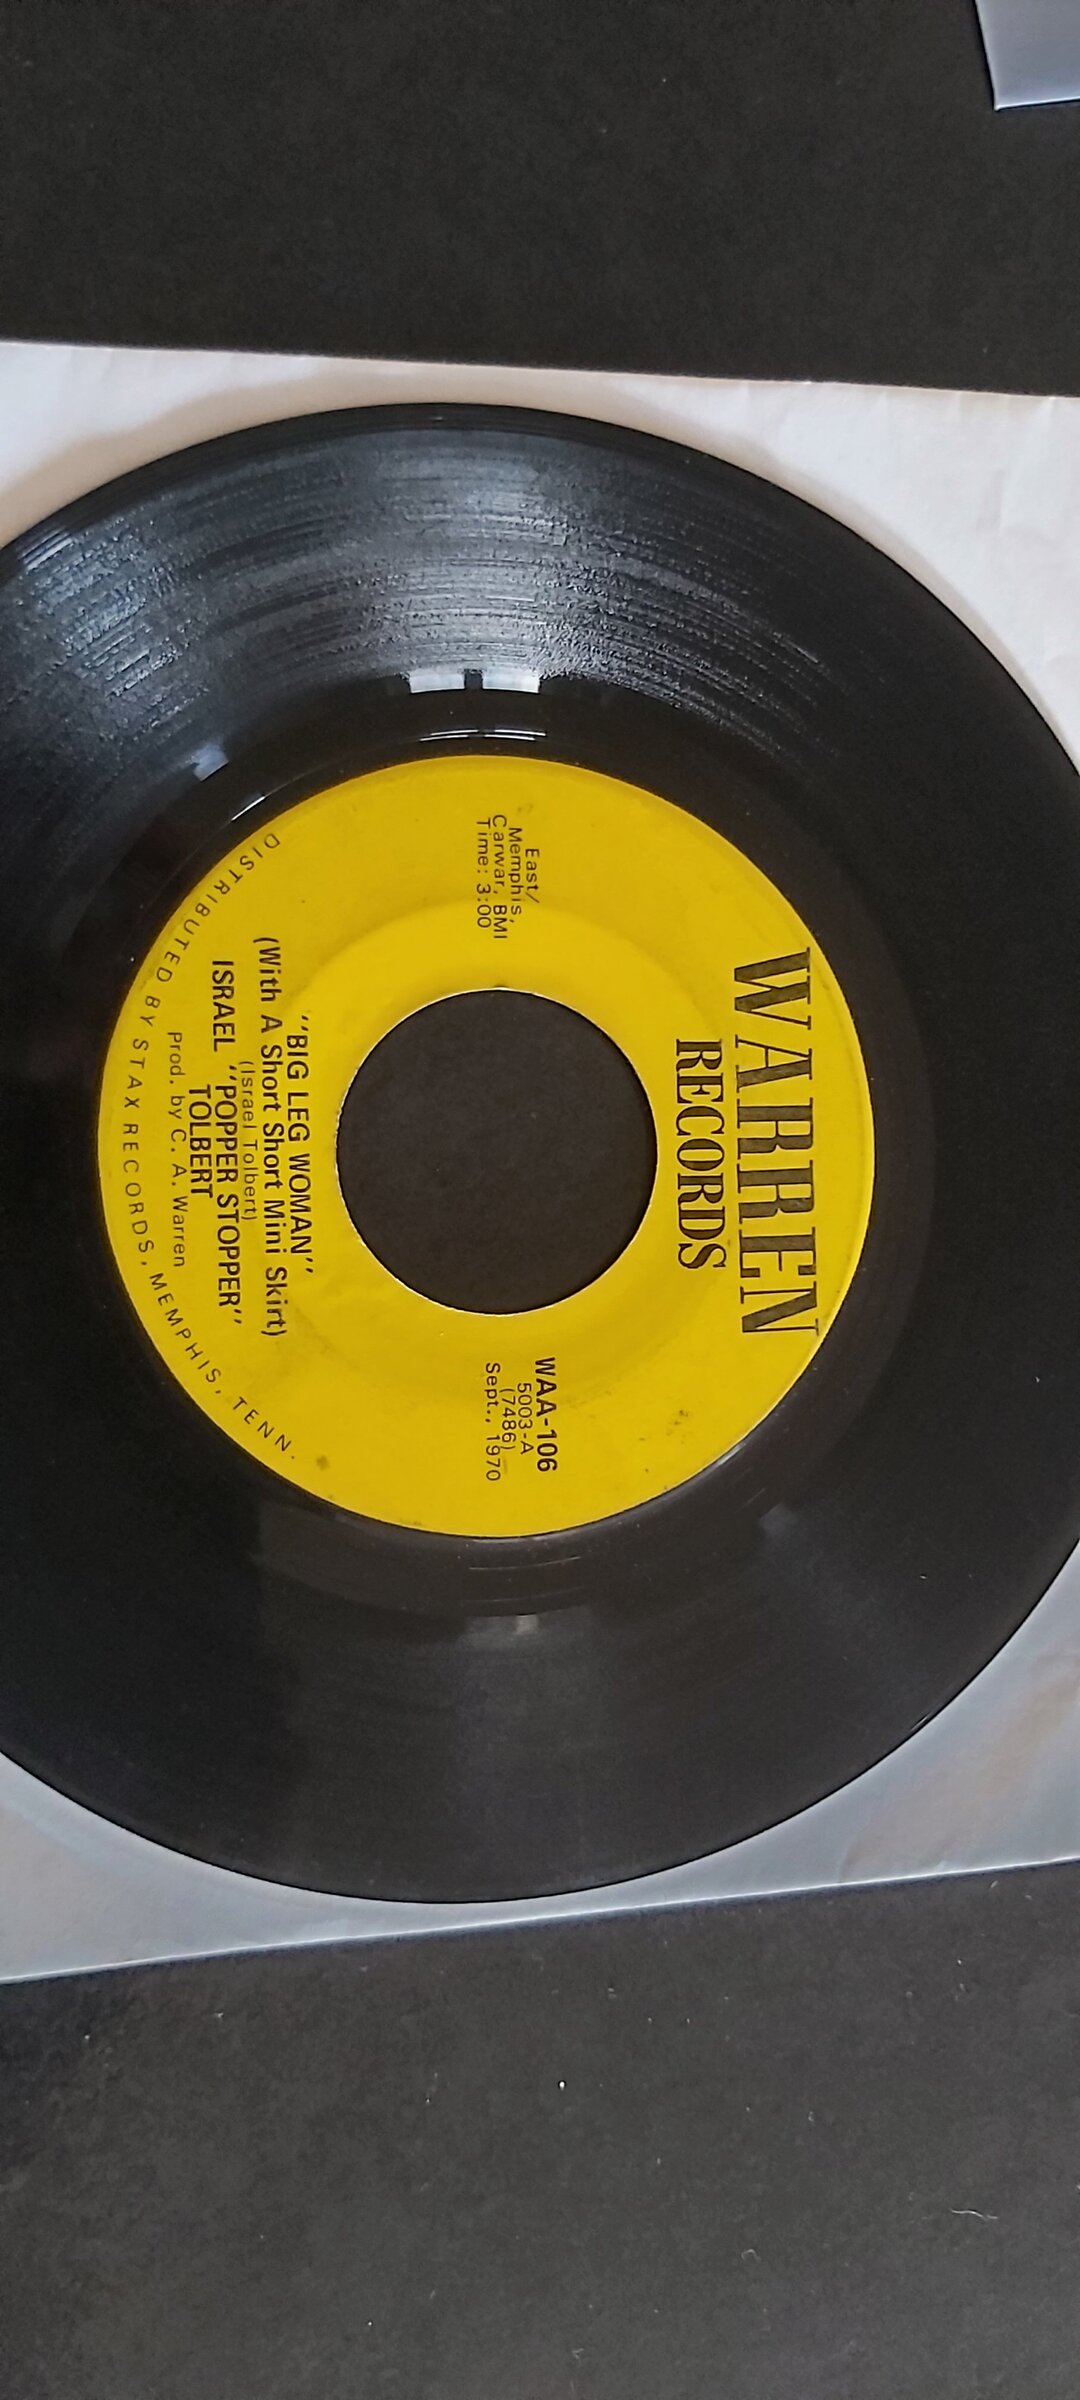 WARREN
RECORDS
East/
Memphis,
Carwar, BMI
Time: 3:00
WAA-106
5003-A
(7486)
Sept., 1970
"BIG LEG WOMAN"
(With A Short Short Mini Skirt)
(Israel Tolbert)
ISRAEL "POPPER STOPPER"
TOLBERT
Prod. by C. A. Warren
DISTRIBUTED BY STAX RECORDS, MEMPHIS, TENN.